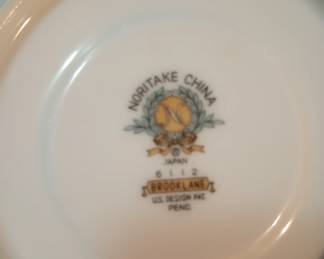 NORITAKE CHINA
N
JAPAN
6112
BROOKLANE
U.S. DESIGN PAT.
PEND.